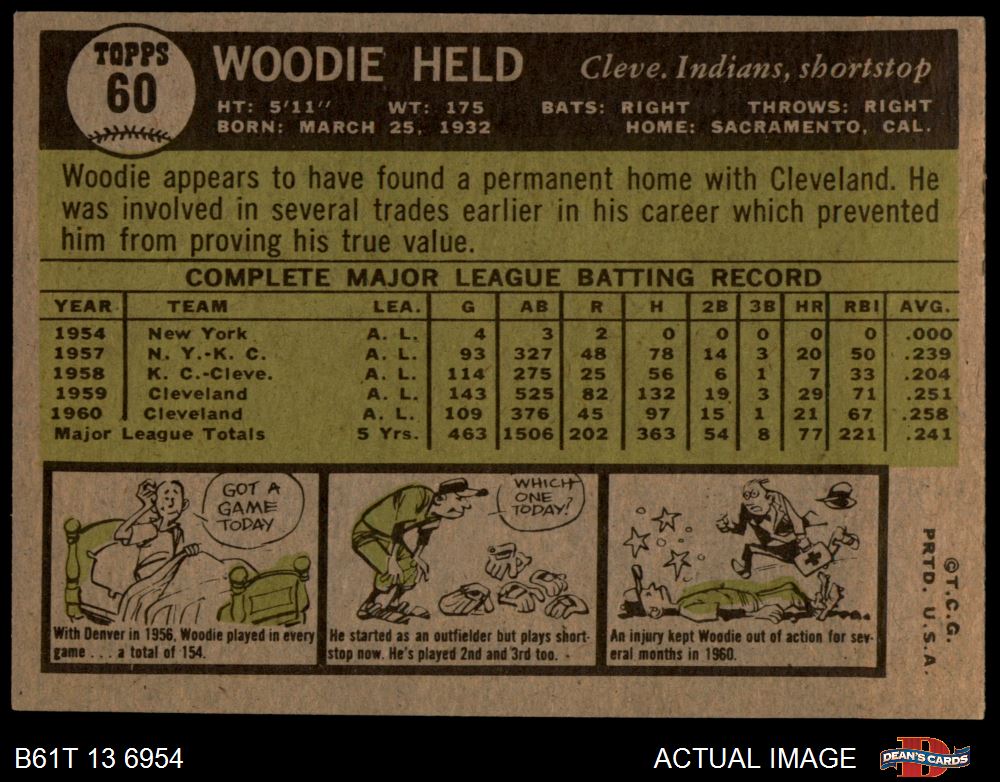 TOPPS
60
WOODIE HELD
Cleve. Indians, shortstop
HT: 5'11" WT: 175 BATS: RIGHT THROWS: RIGHT
BORN: MARCH 25, 1932 HOME: SACRAMENTO, CAL.
Woodie appears to have found a permanent home with Cleveland. He
was involved in several trades earlier in his career which prevented
him from proving his true value.
COMPLETE MAJOR LEAGUE BATTING RECORD
YEAR TEAM LEA. G AB R H 2B 3B HR RBI AVG.
1954 New York A. L. 4 3 2 0 0 0 0 0 .000
1957 N. Y.-K. C. A. L. 93 327 48 78 14 3 20 50 .239
1958 K. C.-Cleve. A. L. 114 275 25 56 6 1 7 33 .204
1959 Cleveland A. L. 143 525 82 132 19 3 29 71 .251
1960 Cleveland A. L. 109 376 45 97 15 1 21 67 .258
Major League Totals 5 Yrs. 463 1506 202 363 54 8 77 221 .241
GOT A
GAME
TODAY
With Denver in 1956, Woodie played in every
game . . . a total of 154.
WHICH
ONE
TODAY?
He started as an outfielder but plays short-
stop now. He's played 2nd and 3rd too.
An injury kept Woodie out of action for sev-
eral months in 1960.
©T.C.G.
PRTD. U.S.A.
B61T 13 6954
ACTUAL IMAGE
DEAN'S CARDS